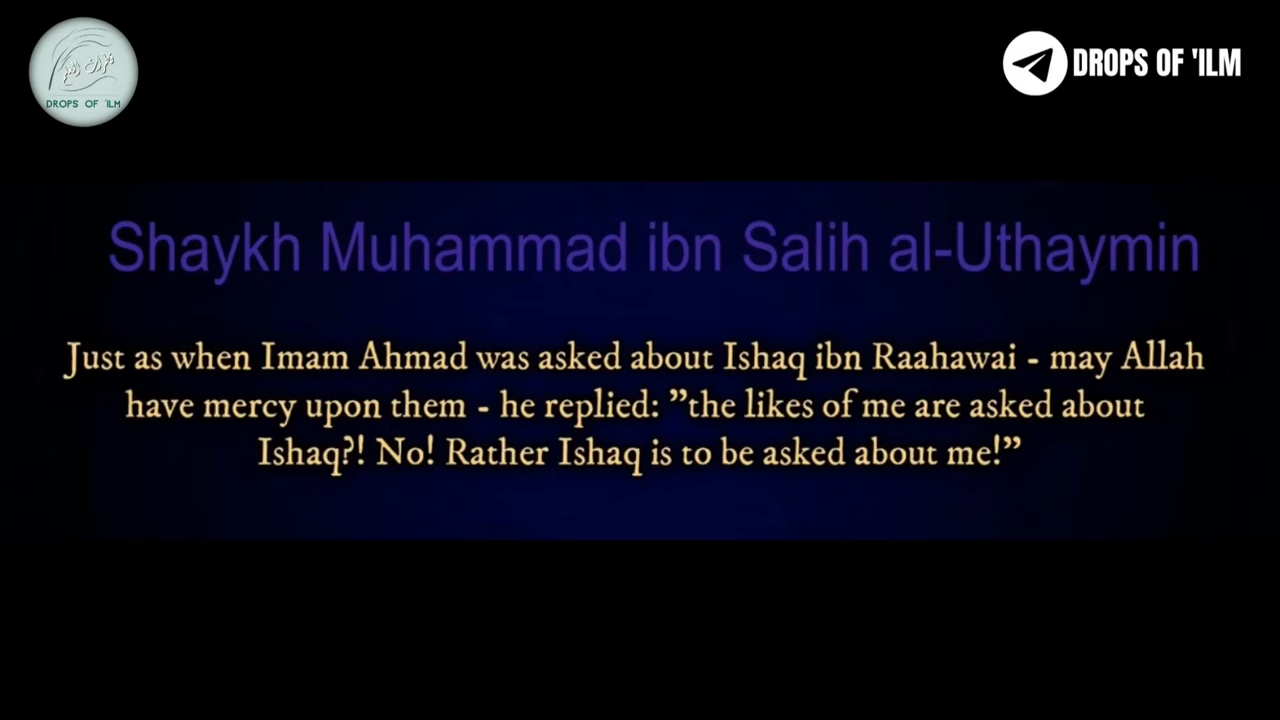 DROPS OF 'ILM
DROPS OF 'ILM
Shaykh Muhammad ibn Salih al-Uthaymin
Just as when Imam Ahmad was asked about Ishaq ibn Raahawai - may Allah
have mercy upon them - he replied: ”the likes of me are asked about
Ishaq?! No! Rather Ishaq is to be asked about me!”